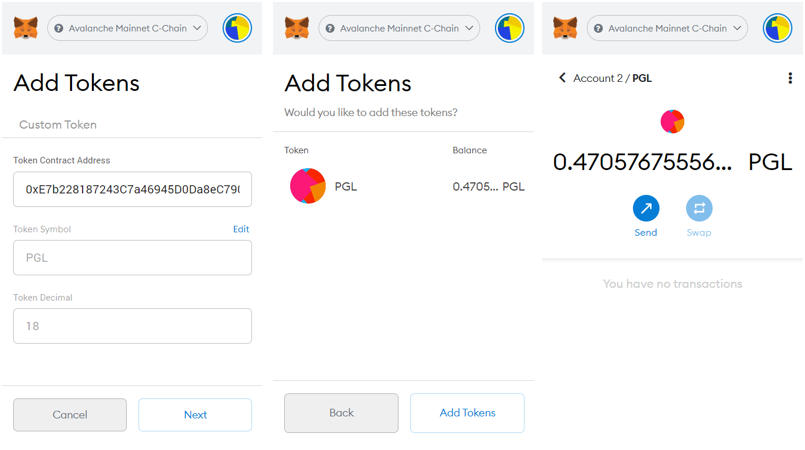 Avalanche Mainnet C-Chain
Add Tokens
Custom Token
Token Contract Address
0xE7b228187243C7a46945D0Da8eC790
Token Symbol Edit
PGL
Token Decimal
18
Cancel Next
Avalanche Mainnet C-Chain
Add Tokens
Would you like to add these tokens?
Token Balance
PGL 0.4705... PGL
Back Add Tokens
Avalanche Mainnet C-Chain
Account 2 / PGL
0.47057675556... PGL
Send Swap
You have no transactions